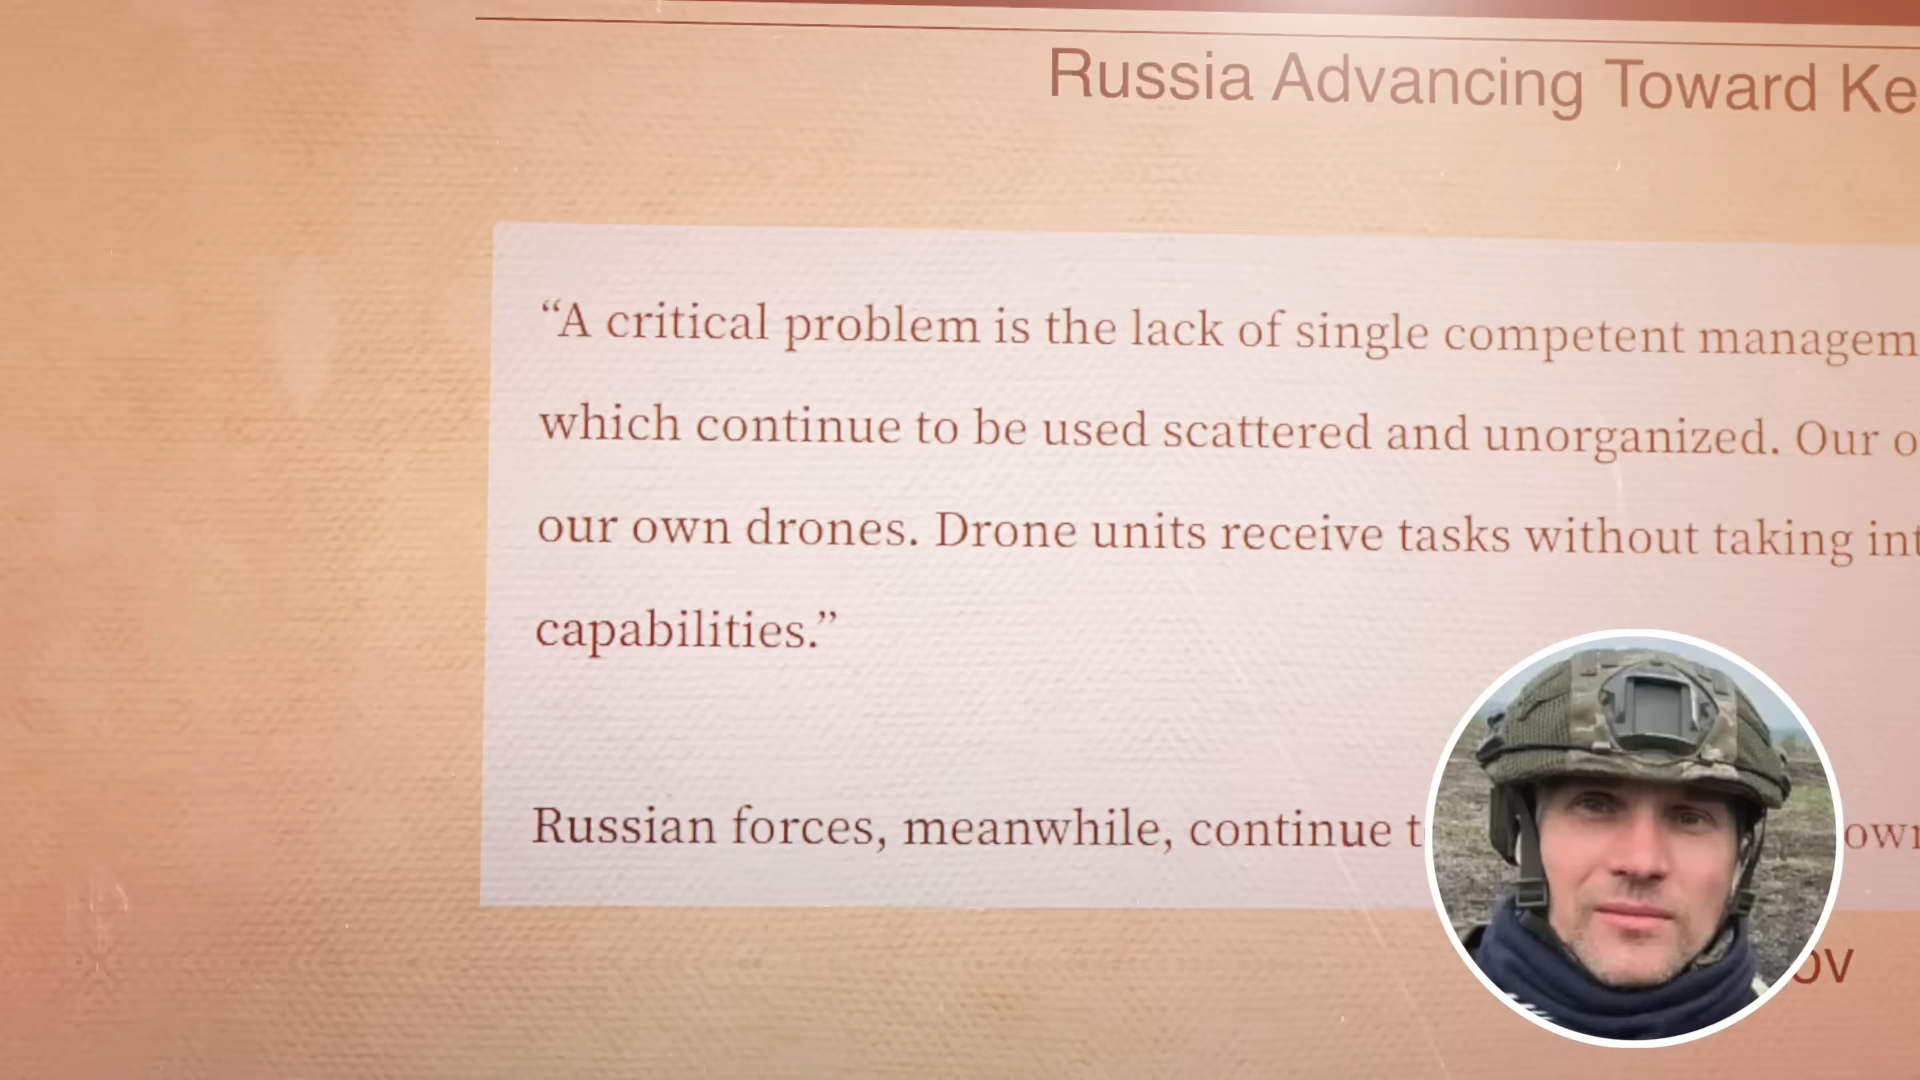 Russia Advancing Toward Ke
“A critical problem is the lack of single competent managem
which continue to be used scattered and unorganized. Our o
our own drones. Drone units receive tasks without taking int
capabilities.”
Russian forces, meanwhile, continue t
own
ov